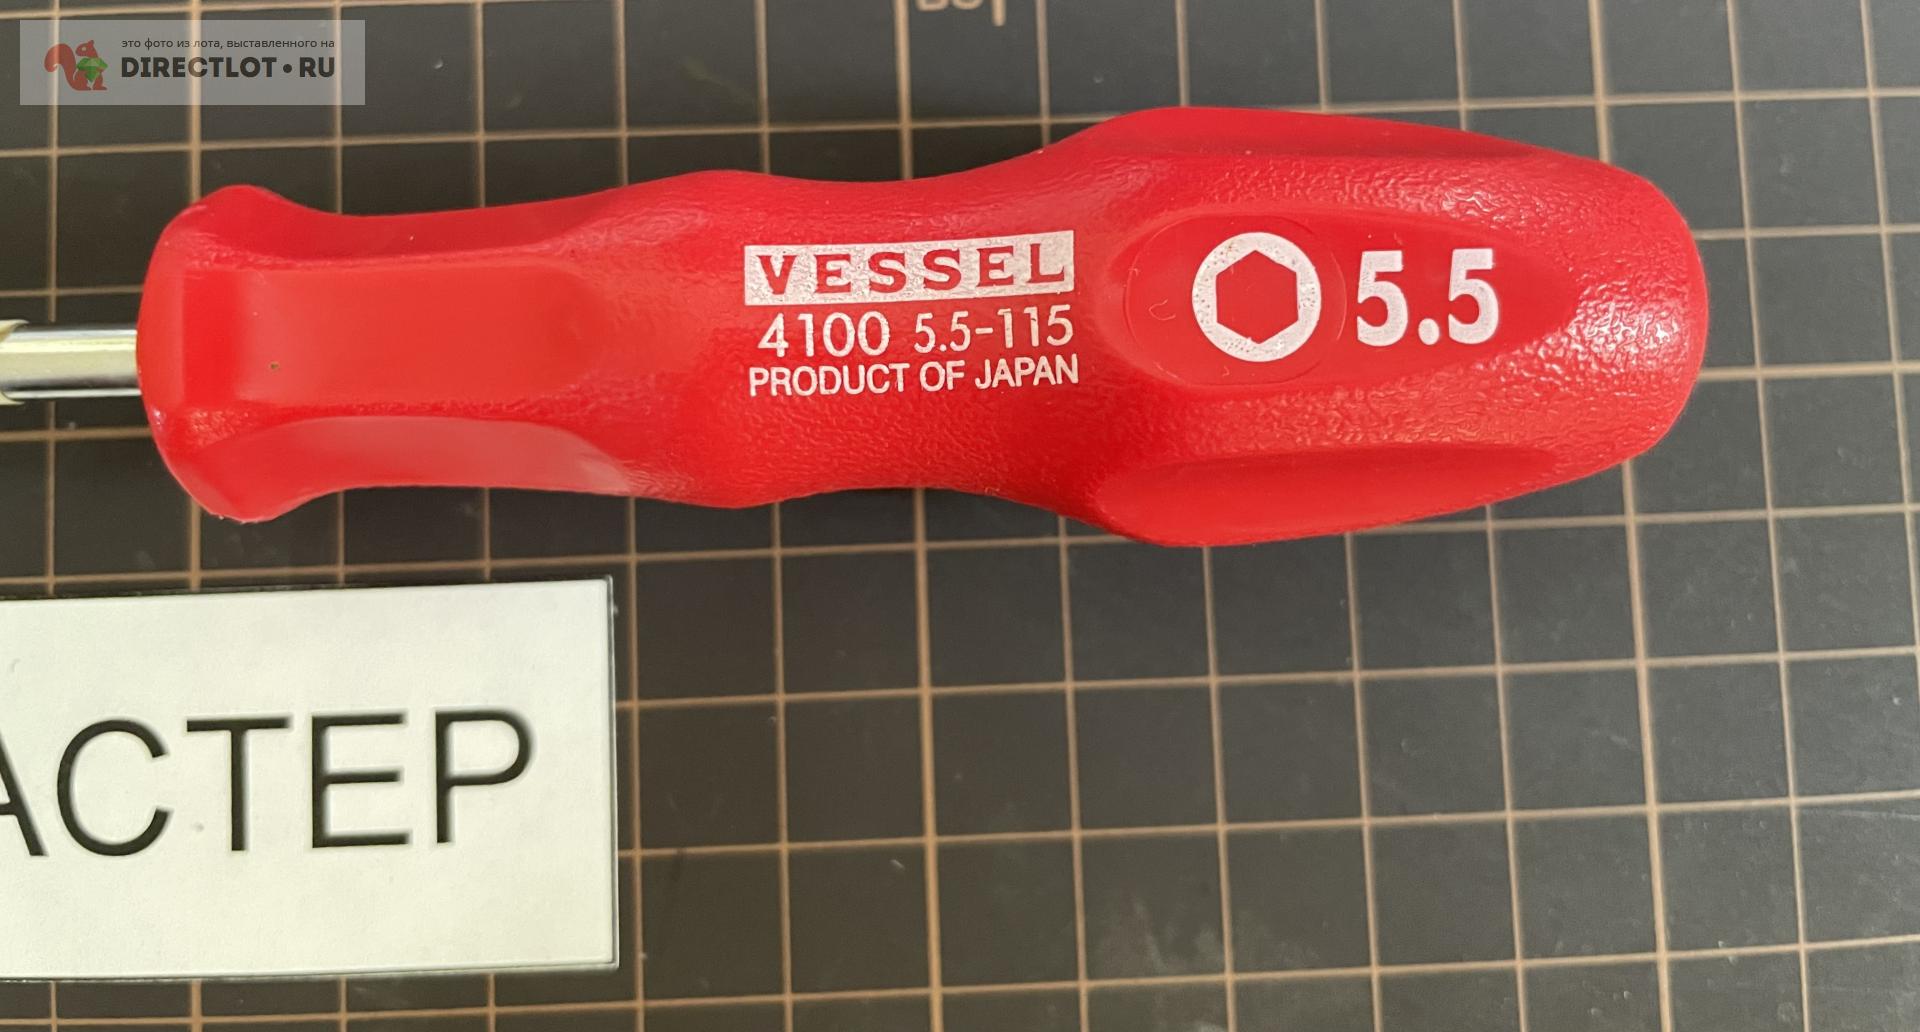 это фото из лота, выставленного на
DIRECTLOT•RU
VESSEL
4100 5.5-115
PRODUCT OF JAPAN
5.5
АСТЕР